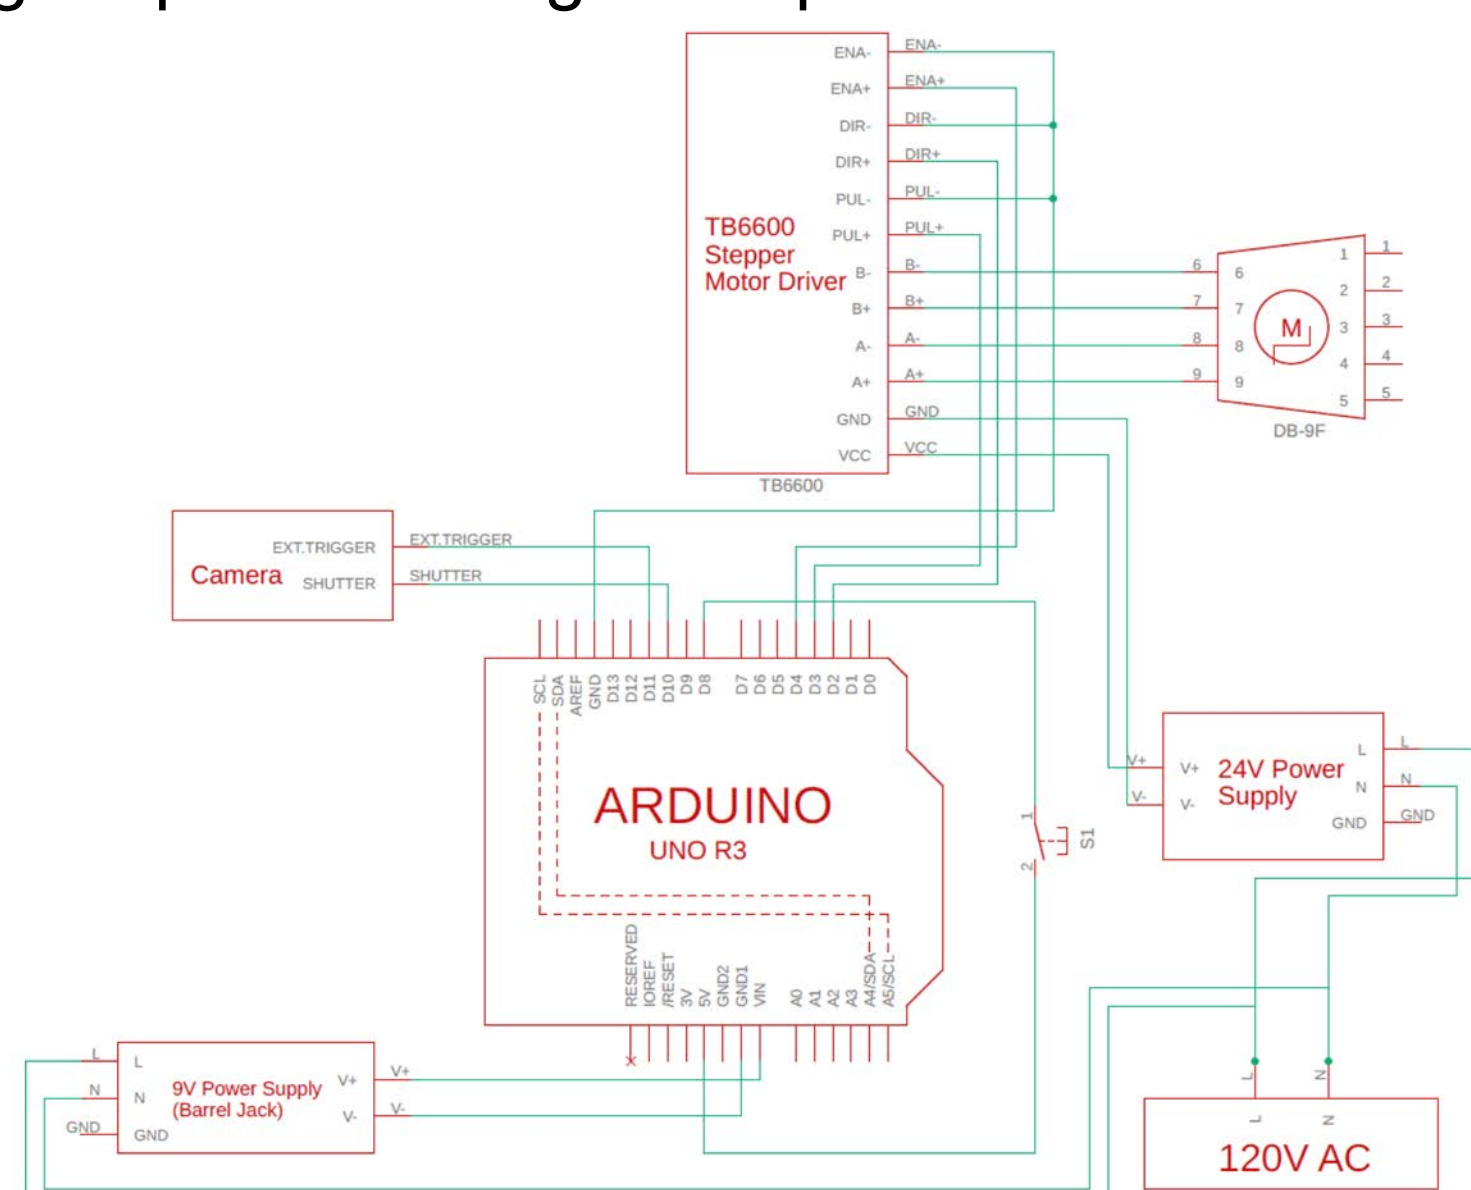 ENA- ENA-
ENA+ ENA+
DIR- DIR-
DIR+ DIR+
PUL- PUL-
PUL+ PUL+
B- B-
B+ B+
A- A-
A+ A+
GND GND
VCC VCC
TB6600
Stepper
Motor Driver
TB6600
6 6
7 7
8 8
9 9
M
1 1
2 2
3 3
4 4
5 5
DB-9F
EXT.TRIGGER EXT.TRIGGER
Camera
SHUTTER SHUTTER
SCL
SDA
AREF
GND
D13
D12
D11
D10
D9
D8
D7
D6
D5
D4
D3
D2
D1
D0
ARDUINO
UNO R3
RESERVED
IOREF
/RESET
3V
5V
GND2
GND1
VIN
A0
A1
A2
A3
A4/SDA
A5/SCL
1
2
S1
V+ V+
V- V-
24V Power
Supply
L L
N N
GND GND
L L
N N
GND GND
9V Power Supply
(Barrel Jack)
V+ V+
V- V-
L N
L N
120V AC